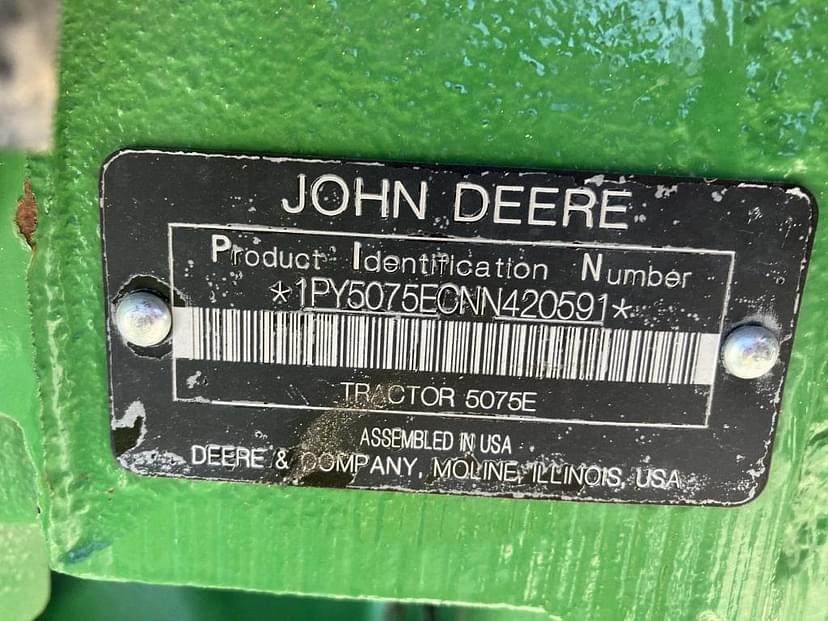 JOHN DEERE
Product Identification Number
*1PY5075ECNN420591*
TRACTOR 5075E
ASSEMBLED IN USA
DEERE & COMPANY, MOLINE, ILLINOIS, USA